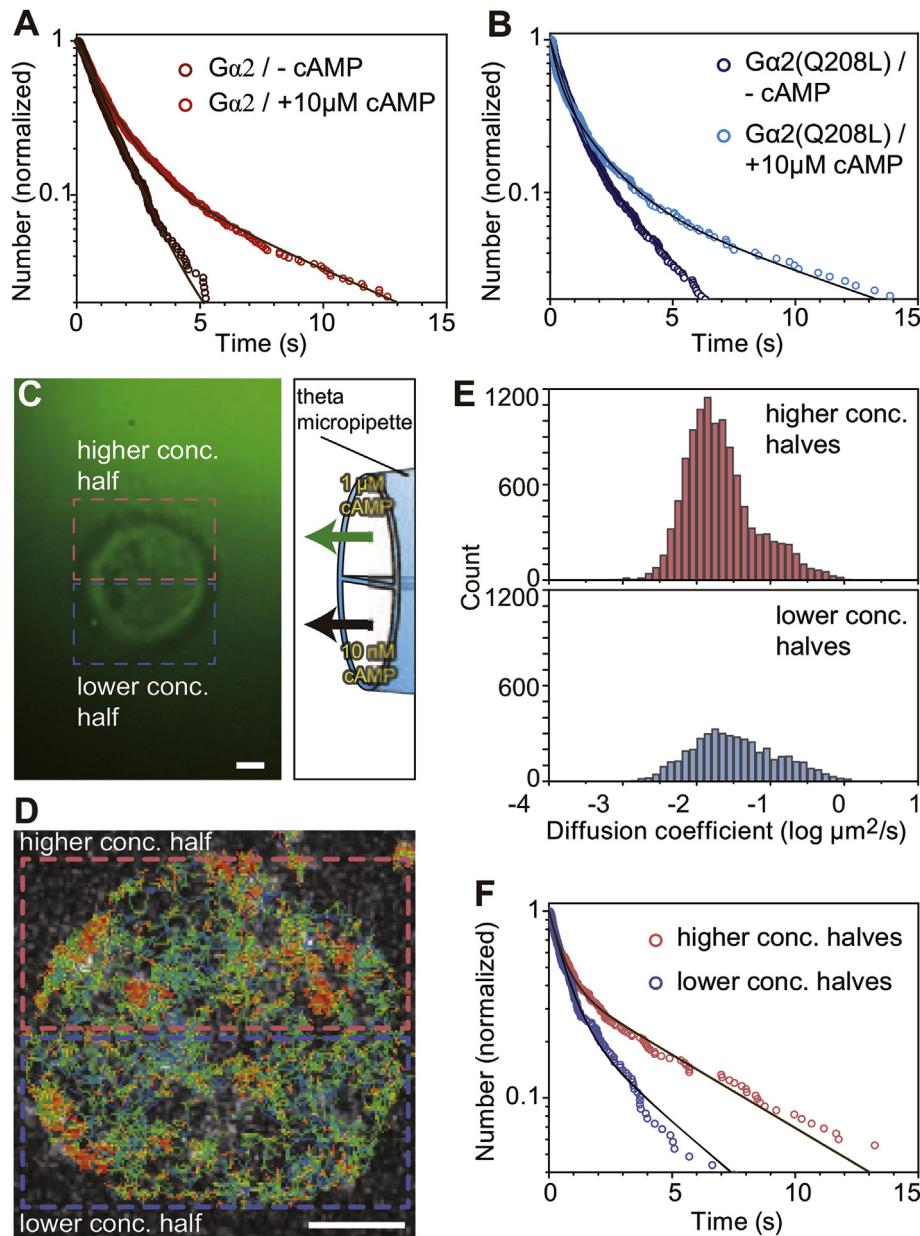 A
1
0.1
Number (normalized)
Gα2 / - cAMP
Gα2 / +10µM cAMP
0
5
10
15
Time (s)
B
1
0.1
Number (normalized)
Gα2(Q208L) /
- cAMP
Gα2(Q208L) /
+10µM cAMP
0
5
10
15
Time (s)
C
higher conc.
half
lower conc.
half
theta
micropipette
1 µM
cAMP
10 nM
cAMP
D
higher conc. half
lower conc. half
E
1200
600
0
1200
600
0
Count
higher conc.
halves
lower conc.
halves
-4
-3
-2
-1
0
1
Diffusion coefficient (log µm2/s)
F
1
0.1
Number (normalized)
higher conc. halves
lower conc. halves
0
5
10
15
Time (s)